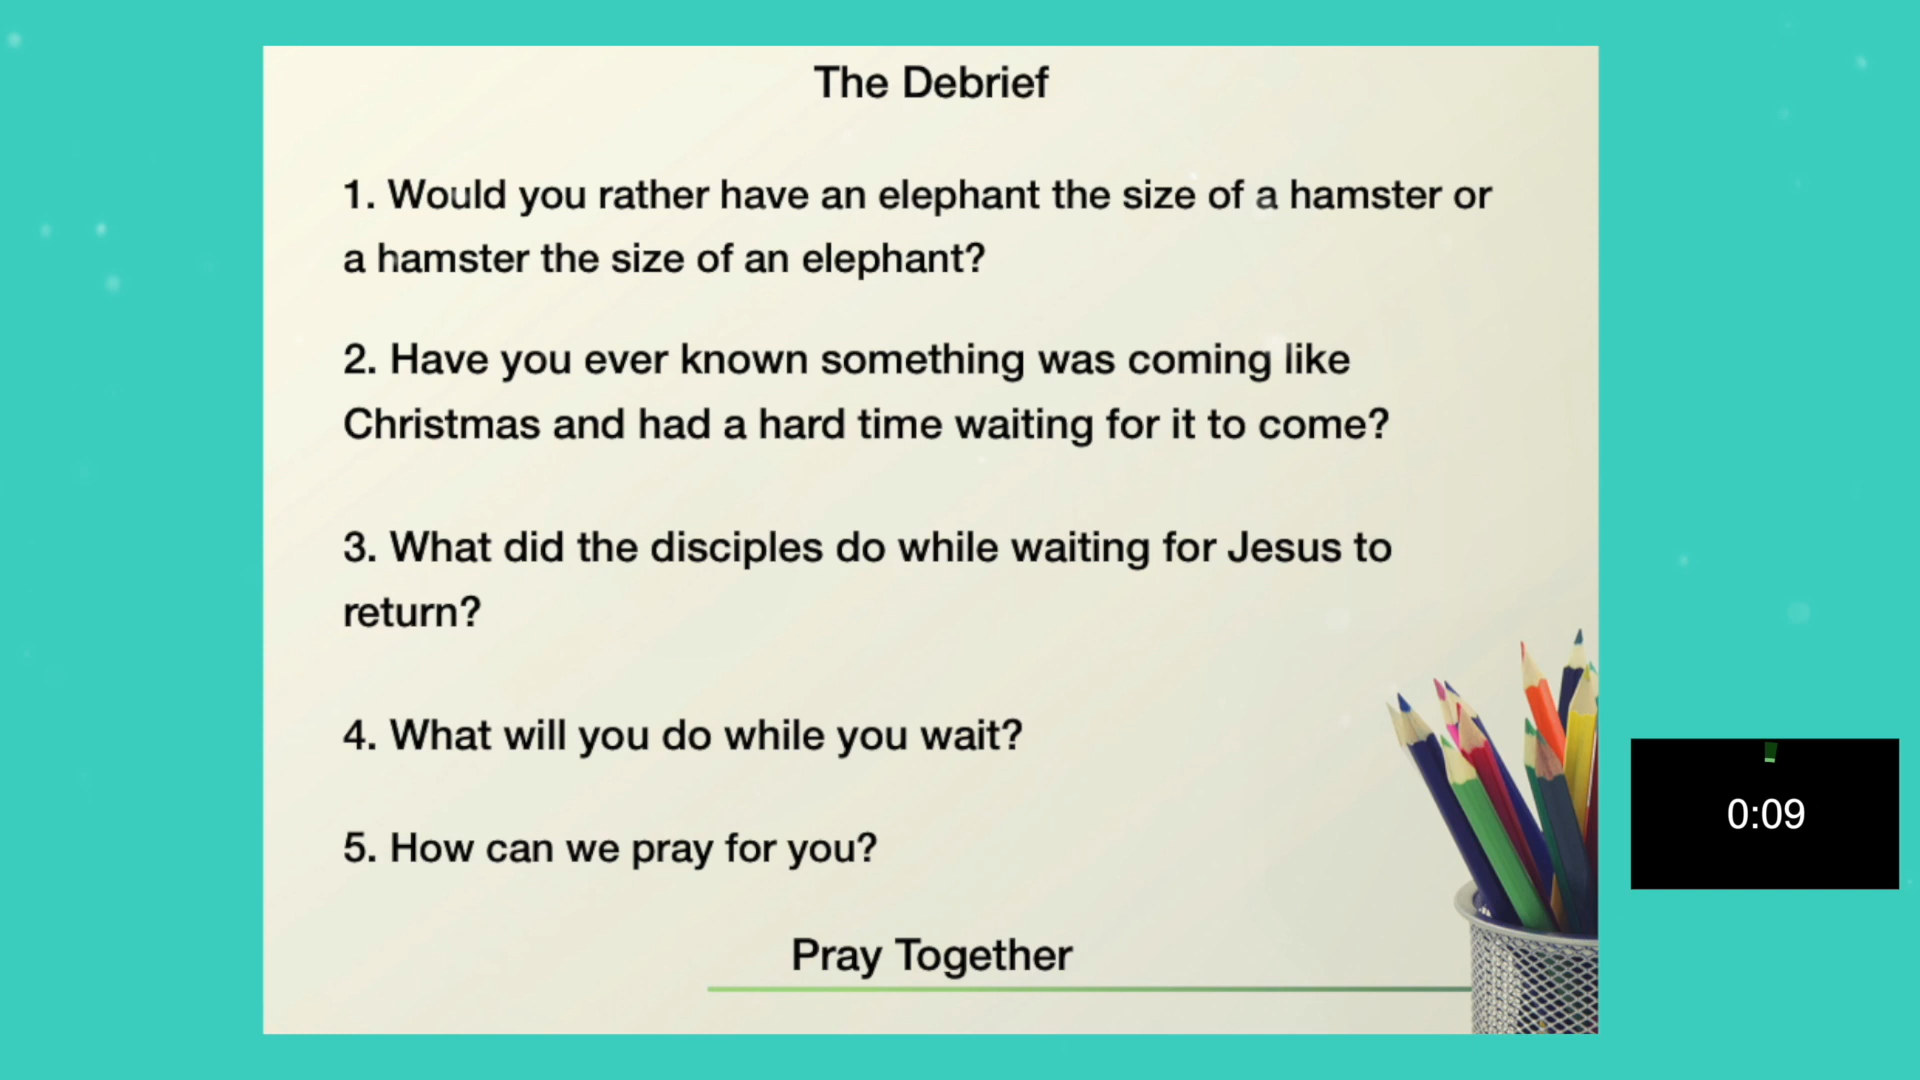 The Debrief
1. Would you rather have an elephant the size of a hamster or
a hamster the size of an elephant?
2. Have you ever known something was coming like
Christmas and had a hard time waiting for it to come?
3. What did the disciples do while waiting for Jesus to
return?
4. What will you do while you wait?
5. How can we pray for you?
0:09
Pray Together